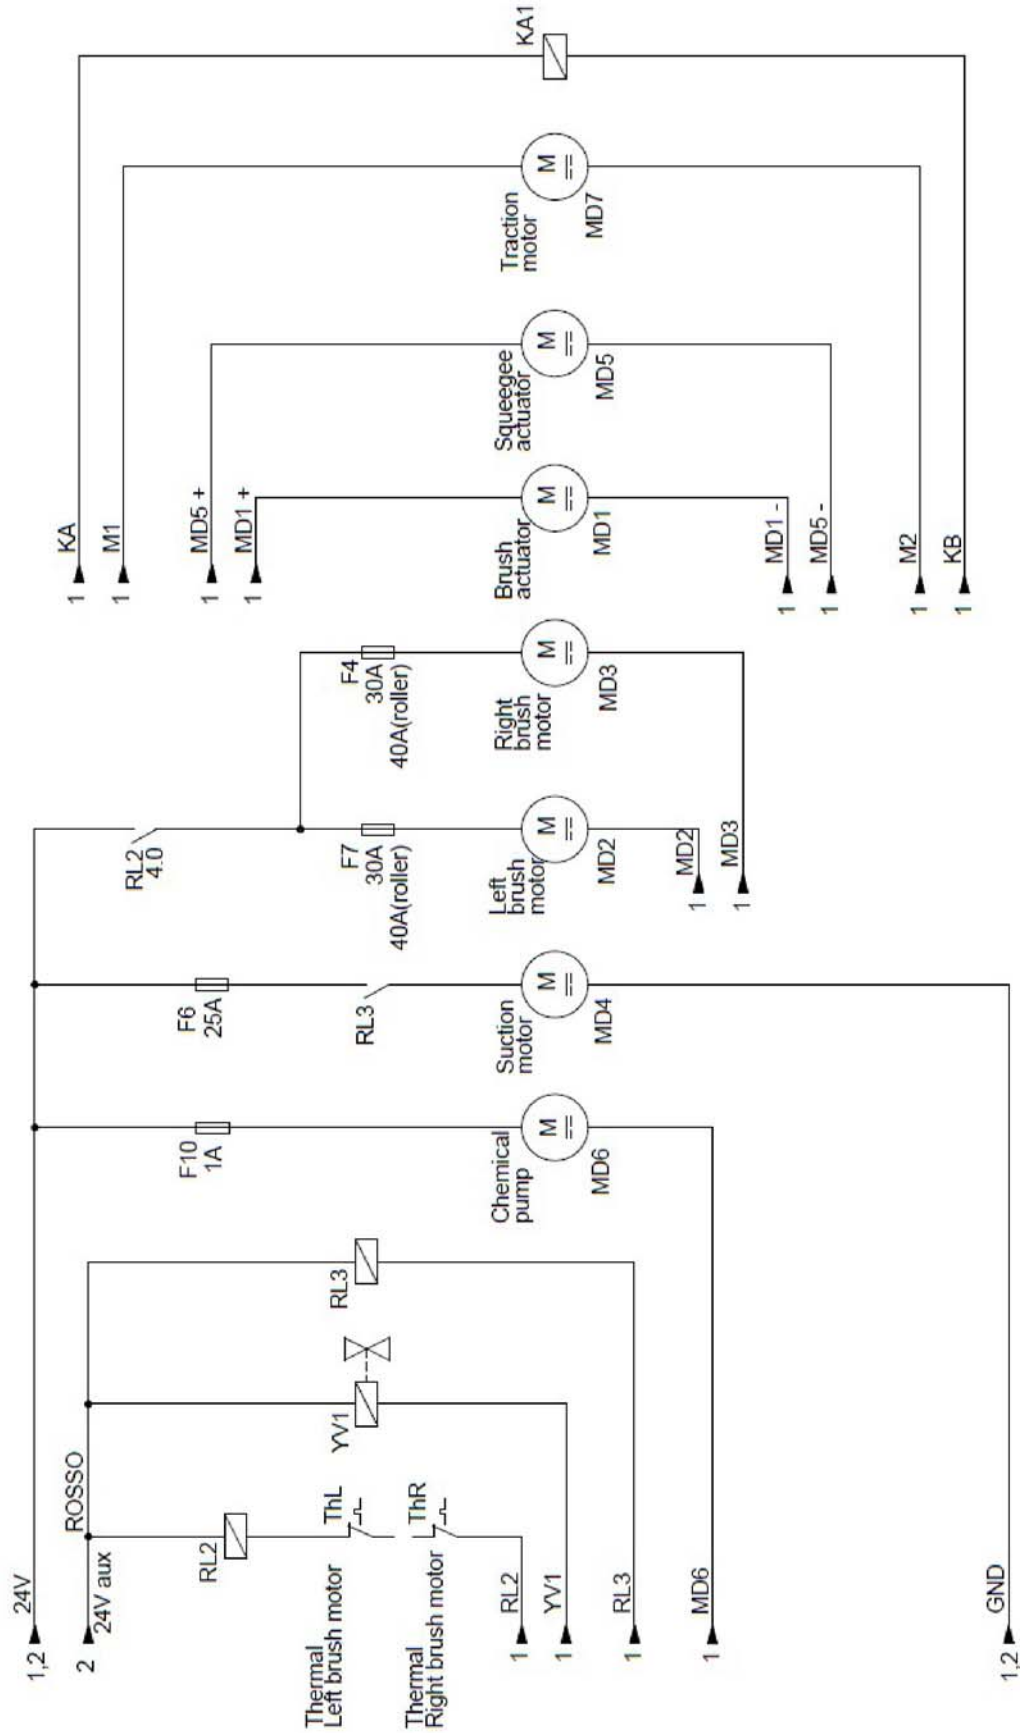 24V
1,2
ROSSO
24V aux
2
RL2
ThL
Thermal
Left brush motor
ThR
Thermal
Right brush motor
RL2
1
YV1
YV1
1
RL3
RL3
1
F10
1A
Chemical
pump
M
MD6
MD6
1
F6
25A
RL3
Suction
motor
M
MD4
GND
1,2
RL2
4.0
F7
30A
40A(roller)
Left
brush
motor
M
MD2
MD2
1
F4
30A
40A(roller)
Right
brush
motor
M
MD3
MD3
1
KA
1
M1
1
MD5 +
1
MD1 +
1
Brush
actuator
M
MD1
Squeegee
actuator
M
MD5
Traction
motor
M
MD7
KA1
MD1 -
1
MD5 -
1
M2
1
KB
1